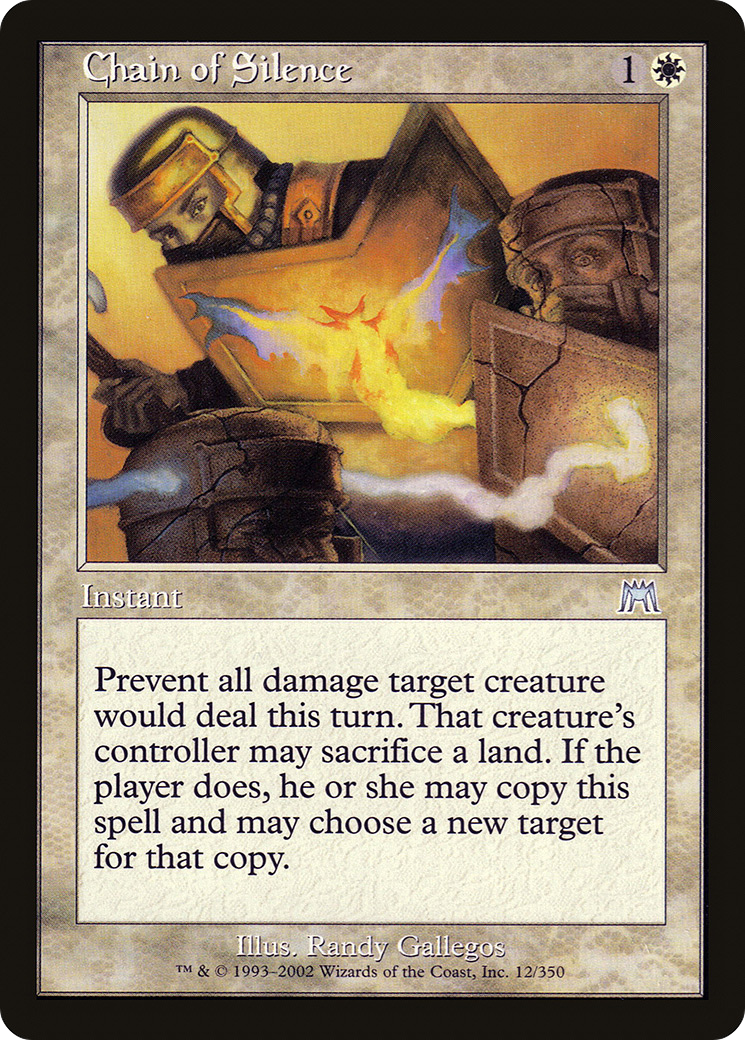 Chain of Silence 1
Instant
Prevent all damage target creature
would deal this turn. That creature's
controller may sacrifice a land. If the
player does, he or she may copy this
spell and may choose a new target
for that copy.
Illus. Randy Gallegos
™ & © 1993–2002 Wizards of the Coast, Inc. 12/350